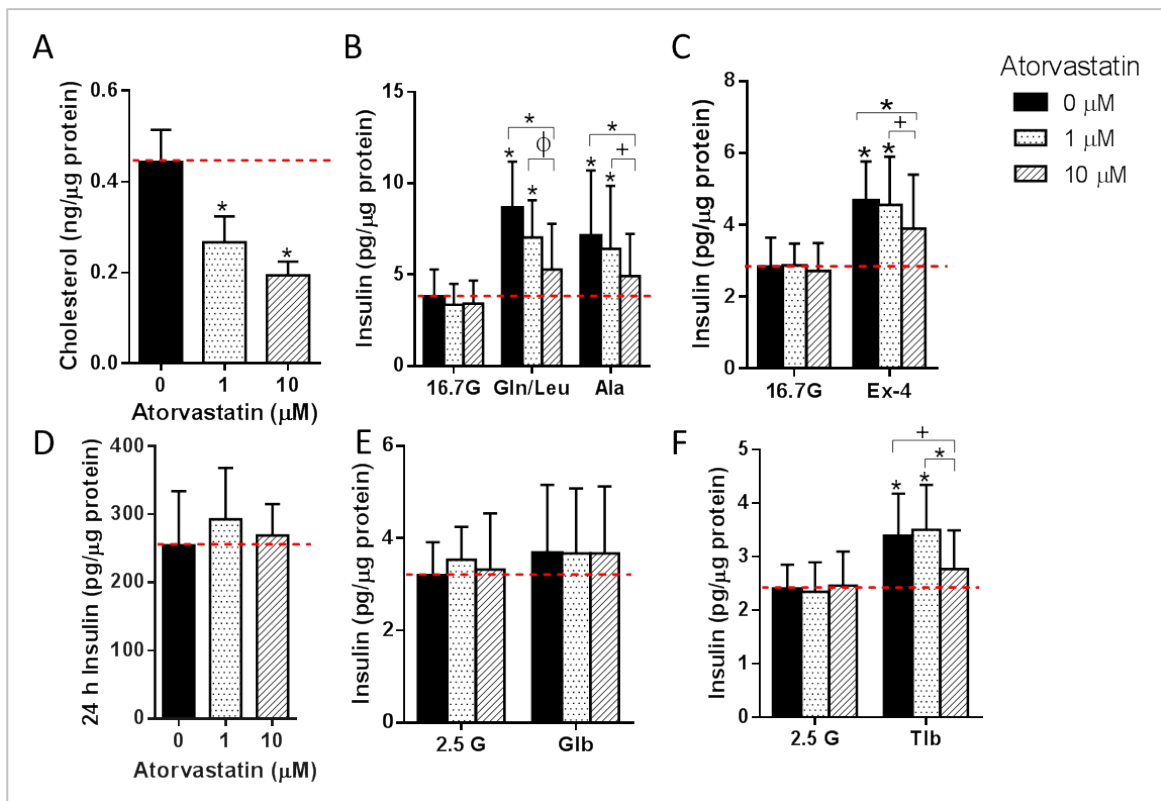 A
0.6
0.4
0.2
0.0
Cholesterol (ng/µg protein)
*
*
0 1 10
Atorvastatin (µM)
B
15
10
5
0
Insulin (pg/µg protein)
* *
ϕ +
* * * *
16.7G Gln/Leu Ala
C
8
6
4
2
0
Insulin (pg/µg protein)
*
+
* *
16.7G Ex-4
Atorvastatin
0 µM
1 µM
10 µM
D
400
300
200
100
0
24 h Insulin (pg/µg protein)
0 1 10
Atorvastatin (µM)
E
6
4
2
0
Insulin (pg/µg protein)
2.5 G Glb
F
5
4
3
2
1
0
Insulin (pg/µg protein)
+
*
* *
2.5 G Tlb